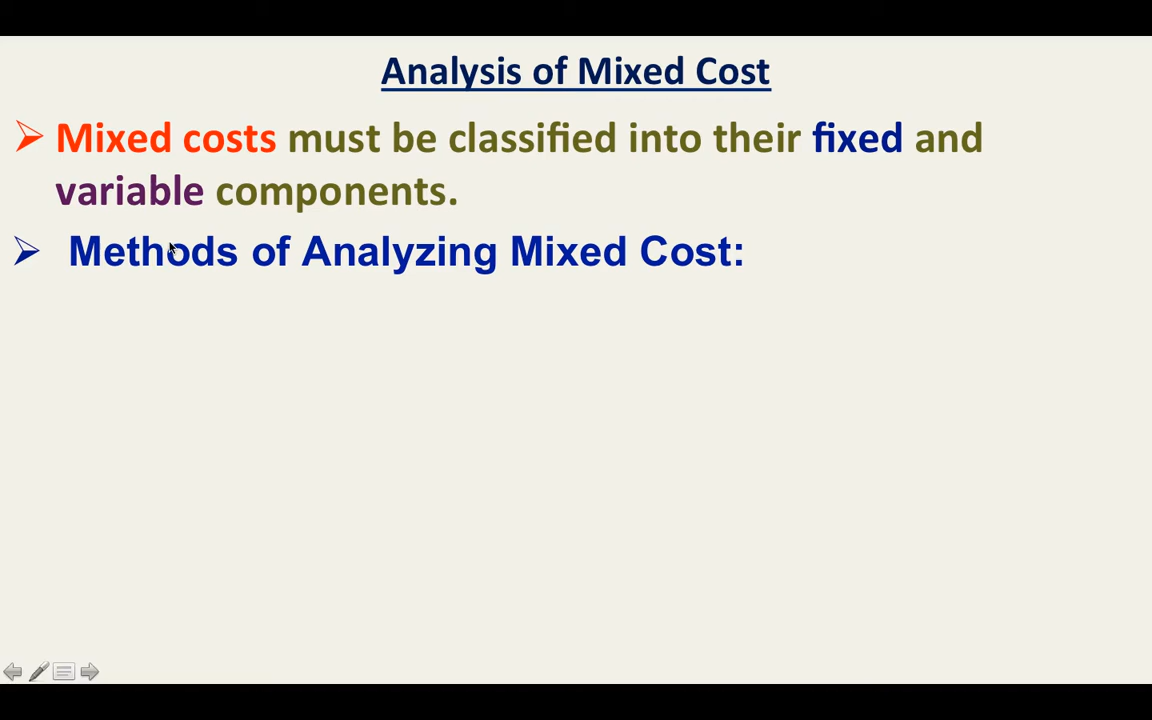 Analysis of Mixed Cost
Mixed costs must be classified into their fixed and
variable components.
Methods of Analyzing Mixed Cost: